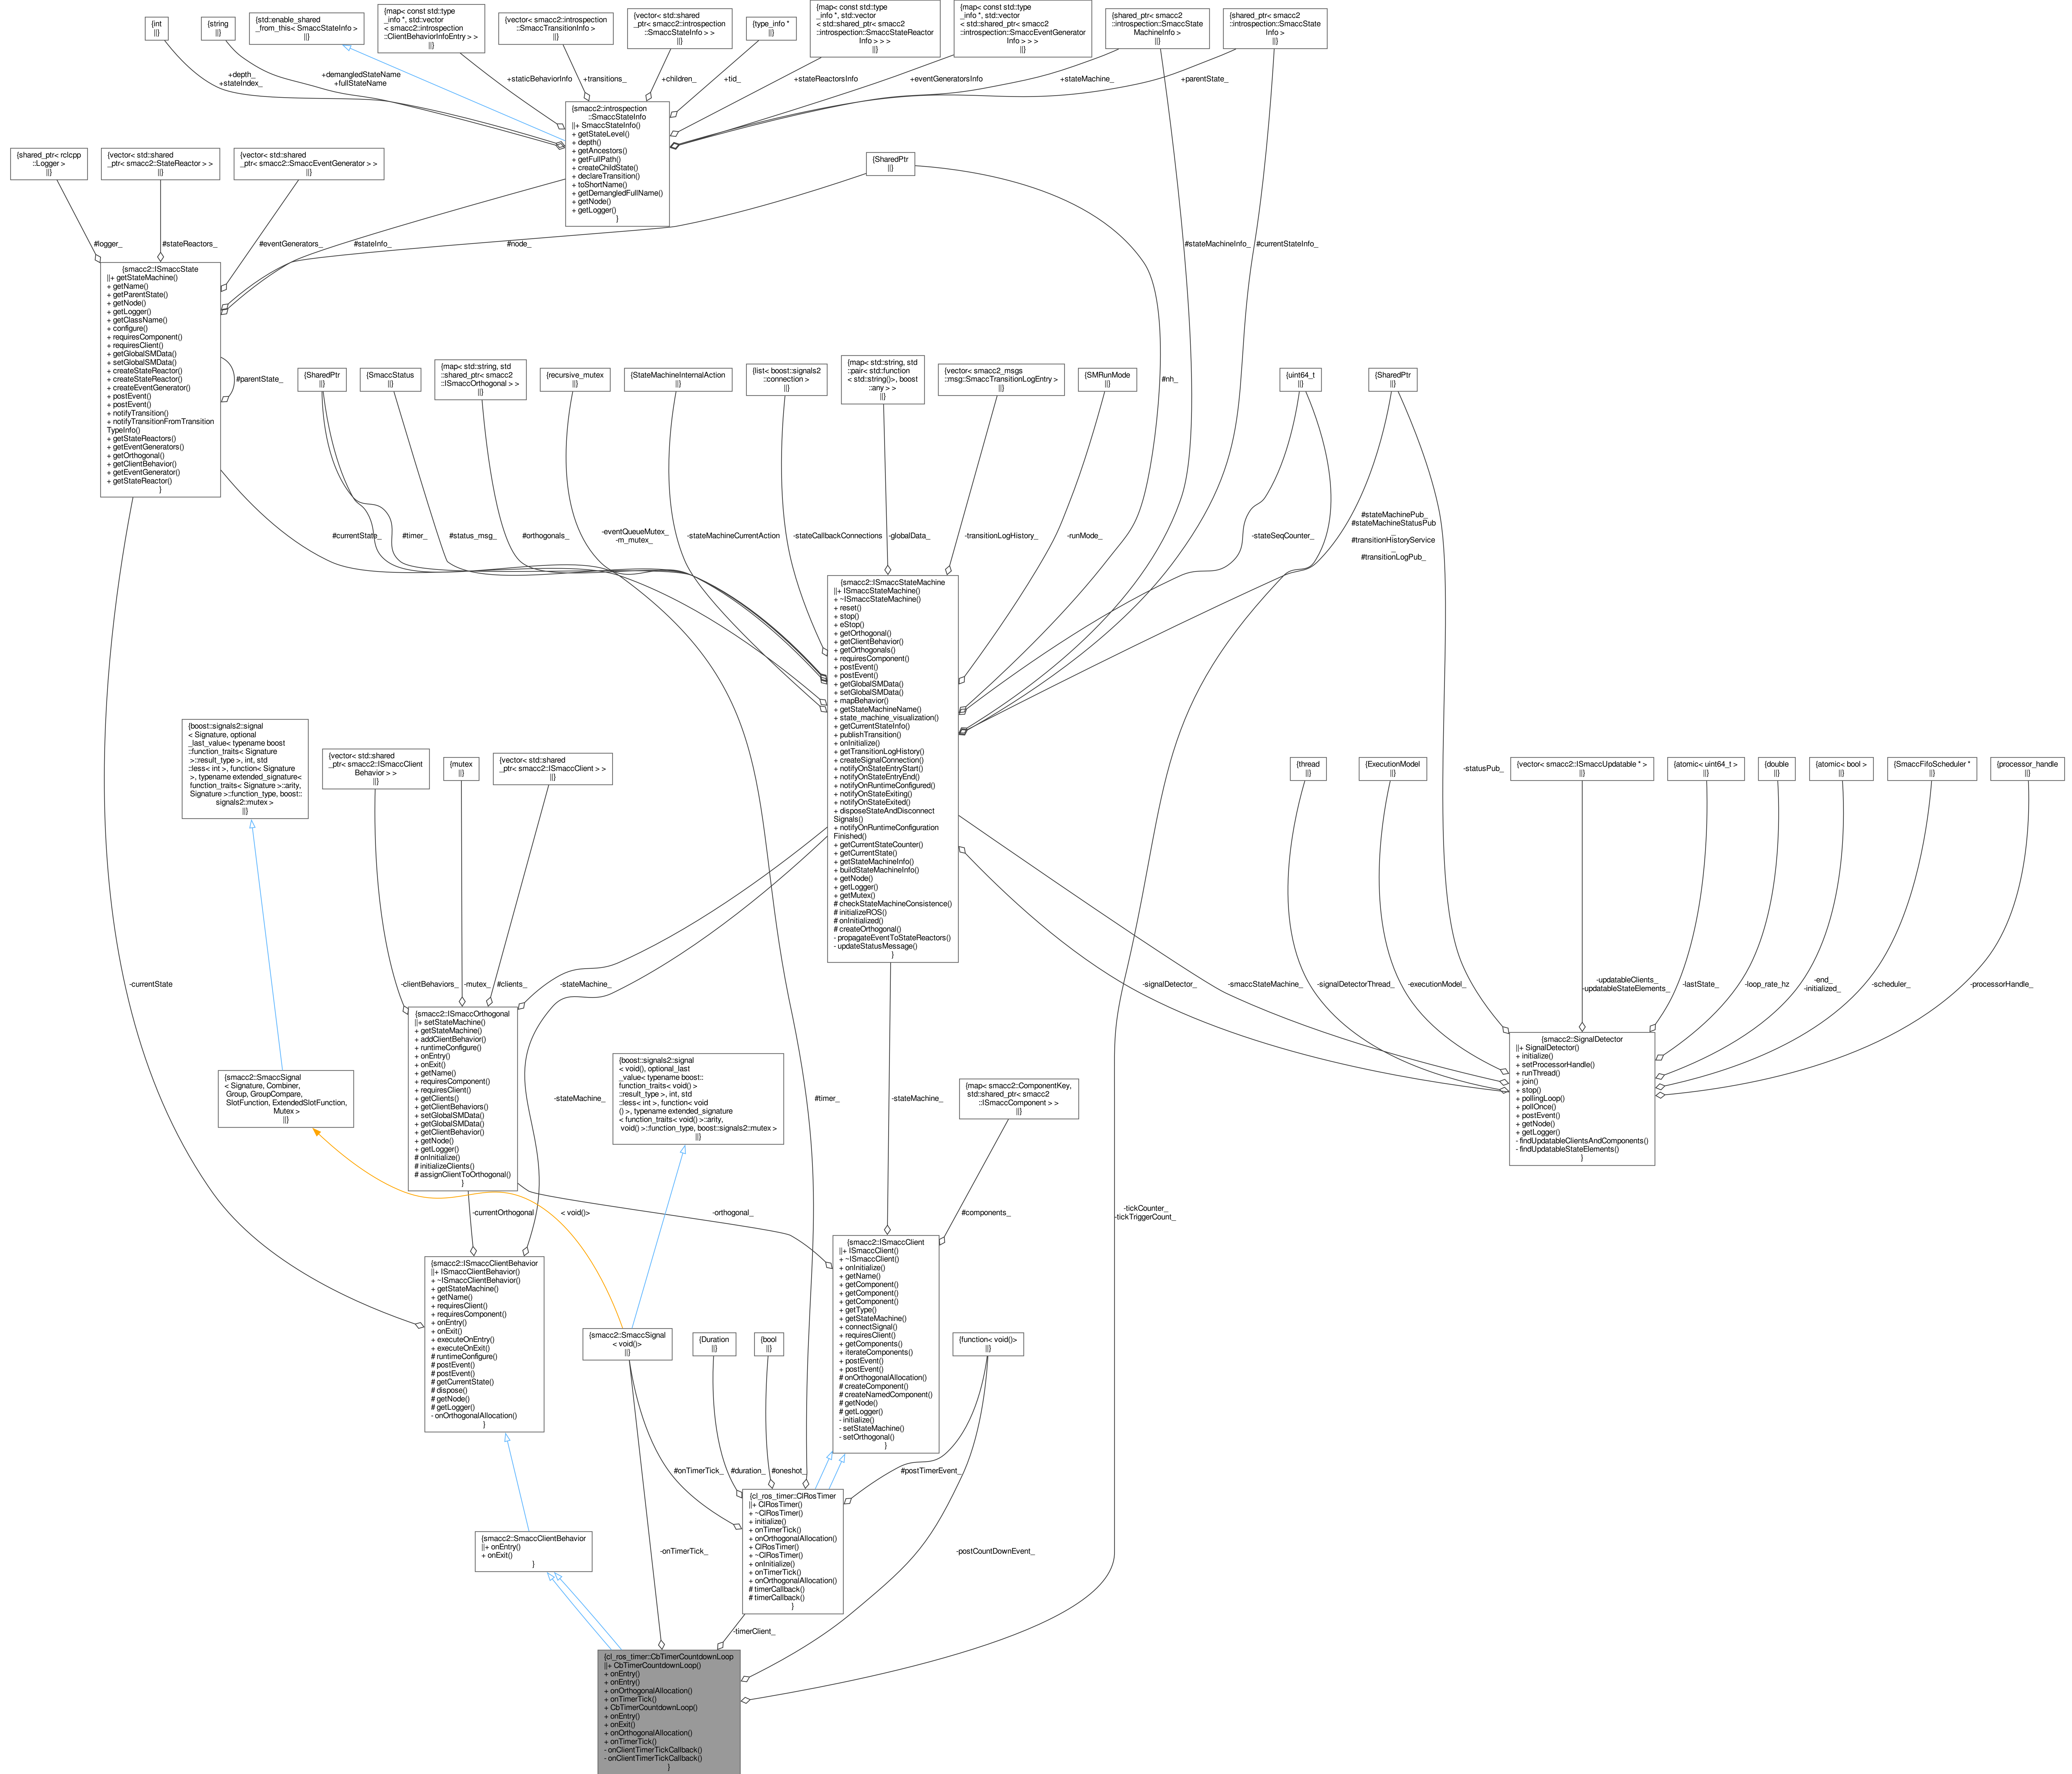 {int
||}
{string
||}
{std::enable_shared
_from_this< SmaccStateInfo >
||}
{map< const std::type
_info *, std::vector
< smacc2::introspection
::ClientBehaviorInfoEntry > >
||}
{vector< smacc2::introspection
::SmaccTransitionInfo >
||}
{vector< std::shared
_ptr< smacc2::introspection
::SmaccStateInfo > >
||}
{type_info *
||}
{map< const std::type
_info *, std::vector
< std::shared_ptr< smacc2
::introspection::SmaccStateReactor
Info > > >
||}
{map< const std::type
_info *, std::vector
< std::shared_ptr< smacc2
::introspection::SmaccEventGenerator
Info > > >
||}
{shared_ptr< smacc2
::introspection::SmaccState
MachineInfo >
||}
{shared_ptr< smacc2
::introspection::SmaccState
Info >
||}
+depth_
+stateIndex_
+demangledStateName
+fullStateName
+staticBehaviorInfo
+transitions_
+children_
+tid_
+stateReactorsInfo
+eventGeneratorsInfo
+stateMachine_
+parentState_
{smacc2::introspection
::SmaccStateInfo
||+ SmaccStateInfo()
+ getStateLevel()
+ depth()
+ getAncestors()
+ getFullPath()
+ createChildState()
+ declareTransition()
+ toShortName()
+ getDemangledFullName()
+ getNode()
+ getLogger()
}
{shared_ptr< rclcpp
::Logger >
||}
{vector< std::shared
_ptr< smacc2::StateReactor > >
||}
{vector< std::shared
_ptr< smacc2::SmaccEventGenerator > >
||}
{SharedPtr
||}
#logger_
#stateReactors_
#eventGenerators_
#stateInfo_
#node_
#stateMachineInfo_
#currentStateInfo_
{smacc2::ISmaccState
||+ getStateMachine()
+ getName()
+ getParentState()
+ getNode()
+ getLogger()
+ getClassName()
+ configure()
+ requiresComponent()
+ requiresClient()
+ getGlobalSMData()
+ setGlobalSMData()
+ createStateReactor()
+ createStateReactor()
+ createEventGenerator()
+ postEvent()
+ postEvent()
+ notifyTransition()
+ notifyTransitionFromTransition
TypeInfo()
+ getStateReactors()
+ getEventGenerators()
+ getOrthogonal()
+ getClientBehavior()
+ getEventGenerator()
+ getStateReactor()
}
#parentState_
{SharedPtr
||}
{SmaccStatus
||}
{map< std::string, std
::shared_ptr< smacc2
::ISmaccOrthogonal > >
||}
{recursive_mutex
||}
{StateMachineInternalAction
||}
{list< boost::signals2
::connection >
||}
{map< std::string, std
::pair< std::function
< std::string()>, boost
::any > >
||}
{vector< smacc2_msgs
::msg::SmaccTransitionLogEntry >
||}
{SMRunMode
||}
#nh_
{uint64_t
||}
{SharedPtr
||}
#currentState_
#timer_
#status_msg_
#orthogonals_
-eventQueueMutex_
-m_mutex_
-stateMachineCurrentAction
-stateCallbackConnections
-globalData_
-transitionLogHistory_
-runMode_
-stateSeqCounter_
#stateMachinePub_
#stateMachineStatusPub
_
#transitionHistoryService
_
#transitionLogPub_
{smacc2::ISmaccStateMachine
||+ ISmaccStateMachine()
+ ~ISmaccStateMachine()
+ reset()
+ stop()
+ eStop()
+ getOrthogonal()
+ getClientBehavior()
+ getOrthogonals()
+ requiresComponent()
+ postEvent()
+ postEvent()
+ getGlobalSMData()
+ setGlobalSMData()
+ mapBehavior()
+ getStateMachineName()
+ state_machine_visualization()
+ getCurrentStateInfo()
+ publishTransition()
+ onInitialize()
+ getTransitionLogHistory()
+ createSignalConnection()
+ notifyOnStateEntryStart()
+ notifyOnStateEntryEnd()
+ notifyOnRuntimeConfigured()
+ notifyOnStateExiting()
+ notifyOnStateExited()
+ disposeStateAndDisconnect
Signals()
+ notifyOnRuntimeConfiguration
Finished()
+ getCurrentStateCounter()
+ getCurrentState()
+ getStateMachineInfo()
+ buildStateMachineInfo()
+ getNode()
+ getLogger()
+ getMutex()
# checkStateMachineConsistence()
# initializeROS()
# onInitialized()
# createOrthogonal()
- propagateEventToStateReactors()
- updateStatusMessage()
}
{boost::signals2::signal
< Signature, optional
_last_value< typename boost
::function_traits< Signature
>::result_type >, int, std
::less< int >, function< Signature
>, typename extended_signature<
function_traits< Signature >::arity,
Signature >::function_type, boost::
signals2::mutex >
||}
{vector< std::shared
_ptr< smacc2::ISmaccClient
Behavior > >
||}
{mutex
||}
{vector< std::shared
_ptr< smacc2::ISmaccClient > >
||}
{thread
||}
{ExecutionModel
||}
-statusPub_
{vector< smacc2::ISmaccUpdatable * >
||}
{atomic< uint64_t >
||}
{double
||}
{atomic< bool >
||}
{SmaccFifoScheduler *
||}
{processor_handle
||}
-currentState
-clientBehaviors_
-mutex_
#clients_
-stateMachine_
-signalDetector_
-smaccStateMachine_
-signalDetectorThread_
-executionModel_
-updatableClients_
-updatableStateElements_
-lastState_
-loop_rate_hz
-end_
-initialized_
-scheduler_
-processorHandle_
{smacc2::ISmaccOrthogonal
||+ setStateMachine()
+ getStateMachine()
+ addClientBehavior()
+ runtimeConfigure()
+ onEntry()
+ onExit()
+ getName()
+ requiresComponent()
+ requiresClient()
+ getClients()
+ getClientBehaviors()
+ setGlobalSMData()
+ getGlobalSMData()
+ getClientBehavior()
+ getNode()
+ getLogger()
# onInitialize()
# initializeClients()
# assignClientToOrthogonal()
}
{smacc2::SignalDetector
||+ SignalDetector()
+ initialize()
+ setProcessorHandle()
+ runThread()
+ join()
+ stop()
+ pollingLoop()
+ pollOnce()
+ postEvent()
+ getNode()
+ getLogger()
- findUpdatableClientsAndComponents()
- findUpdatableStateElements()
}
{smacc2::SmaccSignal
< Signature, Combiner,
Group, GroupCompare,
SlotFunction, ExtendedSlotFunction,
Mutex >
||}
{boost::signals2::signal
< void(), optional_last
_value< typename boost::
function_traits< void() >
::result_type >, int, std
::less< int >, function< void
() >, typename extended_signature
< function_traits< void() >::arity,
void() >::function_type, boost::signals2::mutex >
||}
-stateMachine_
#timer_
-stateMachine_
{map< smacc2::ComponentKey,
std::shared_ptr< smacc2
::ISmaccComponent > >
||}
-currentOrthogonal
< void()>
-orthogonal_
#components_
-tickCounter_
-tickTriggerCount_
{smacc2::ISmaccClientBehavior
||+ ISmaccClientBehavior()
+ ~ISmaccClientBehavior()
+ getStateMachine()
+ getName()
+ requiresClient()
+ requiresComponent()
+ onEntry()
+ onExit()
+ executeOnEntry()
+ executeOnExit()
# runtimeConfigure()
# postEvent()
# postEvent()
# getCurrentState()
# dispose()
# getNode()
# getLogger()
- onOrthogonalAllocation()
}
{smacc2::ISmaccClient
||+ ISmaccClient()
+ ~ISmaccClient()
+ onInitialize()
+ getName()
+ getComponent()
+ getComponent()
+ getComponent()
+ getType()
+ getStateMachine()
+ connectSignal()
+ requiresClient()
+ getComponents()
+ iterateComponents()
+ postEvent()
+ postEvent()
# onOrthogonalAllocation()
# createComponent()
# createNamedComponent()
# getNode()
# getLogger()
- initialize()
- setStateMachine()
- setOrthogonal()
}
{smacc2::SmaccSignal
< void()>
||}
{Duration
||}
{bool
||}
{function< void()>
||}
#onTimerTick_
#duration_
#oneshot_
#postTimerEvent_
{cl_ros_timer::ClRosTimer
||+ ClRosTimer()
+ ~ClRosTimer()
+ initialize()
+ onTimerTick()
+ onOrthogonalAllocation()
+ ClRosTimer()
+ ~ClRosTimer()
+ onInitialize()
+ onTimerTick()
+ onOrthogonalAllocation()
# timerCallback()
# timerCallback()
}
{smacc2::SmaccClientBehavior
||+ onEntry()
+ onExit()
}
-onTimerTick_
-postCountDownEvent_
-timerClient_
{cl_ros_timer::CbTimerCountdownLoop
||+ CbTimerCountdownLoop()
+ onEntry()
+ onEntry()
+ onOrthogonalAllocation()
+ onTimerTick()
+ CbTimerCountdownLoop()
+ onEntry()
+ onExit()
+ onOrthogonalAllocation()
+ onTimerTick()
- onClientTimerTickCallback()
- onClientTimerTickCallback()
}